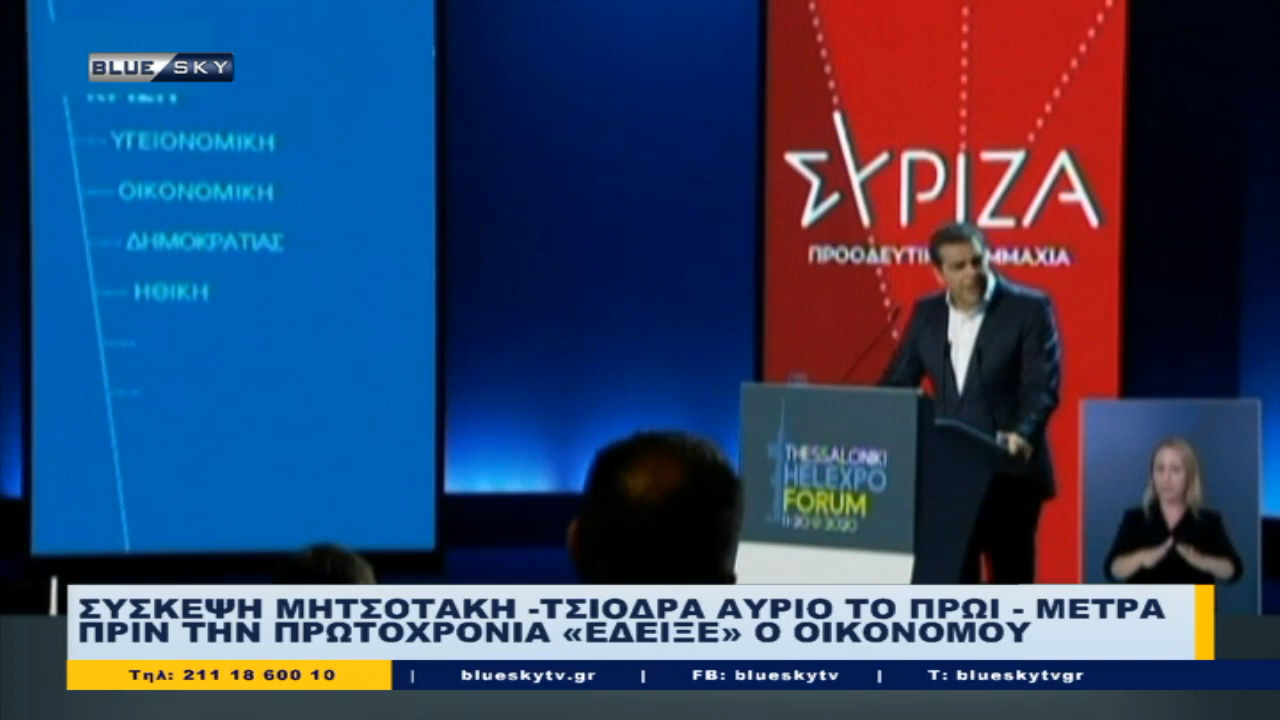 BLUE SKY
ΥΓΕΙΟΝΟΜΙΚΗ
ΟΙΚΟΝΟΜΙΚΗ
ΔΗΜΟΚΡΑΤΙΑΣ
ΗΘΙΚΗ
ΣΥΡΙΖΑ
THESSALONIKI
HELEXPO
FORUM
ΣΥΣΚΕΨΗ ΜΗΤΣΟΤΑΚΗ -ΤΣΙΟΔΡΑ ΑΥΡΙΟ ΤΟ ΠΡΩΙ - ΜΕΤΡΑ
ΠΡΙΝ ΤΗΝ ΠΡΩΤΟΧΡΟΝΙΑ «ΕΔΕΙΞΕ» Ο ΟΙΚΟΝΟΜΟΥ
Τηλ: 211 18 600 10 | blueskytv.gr | FB: blueskytv | T: blueskytvgr